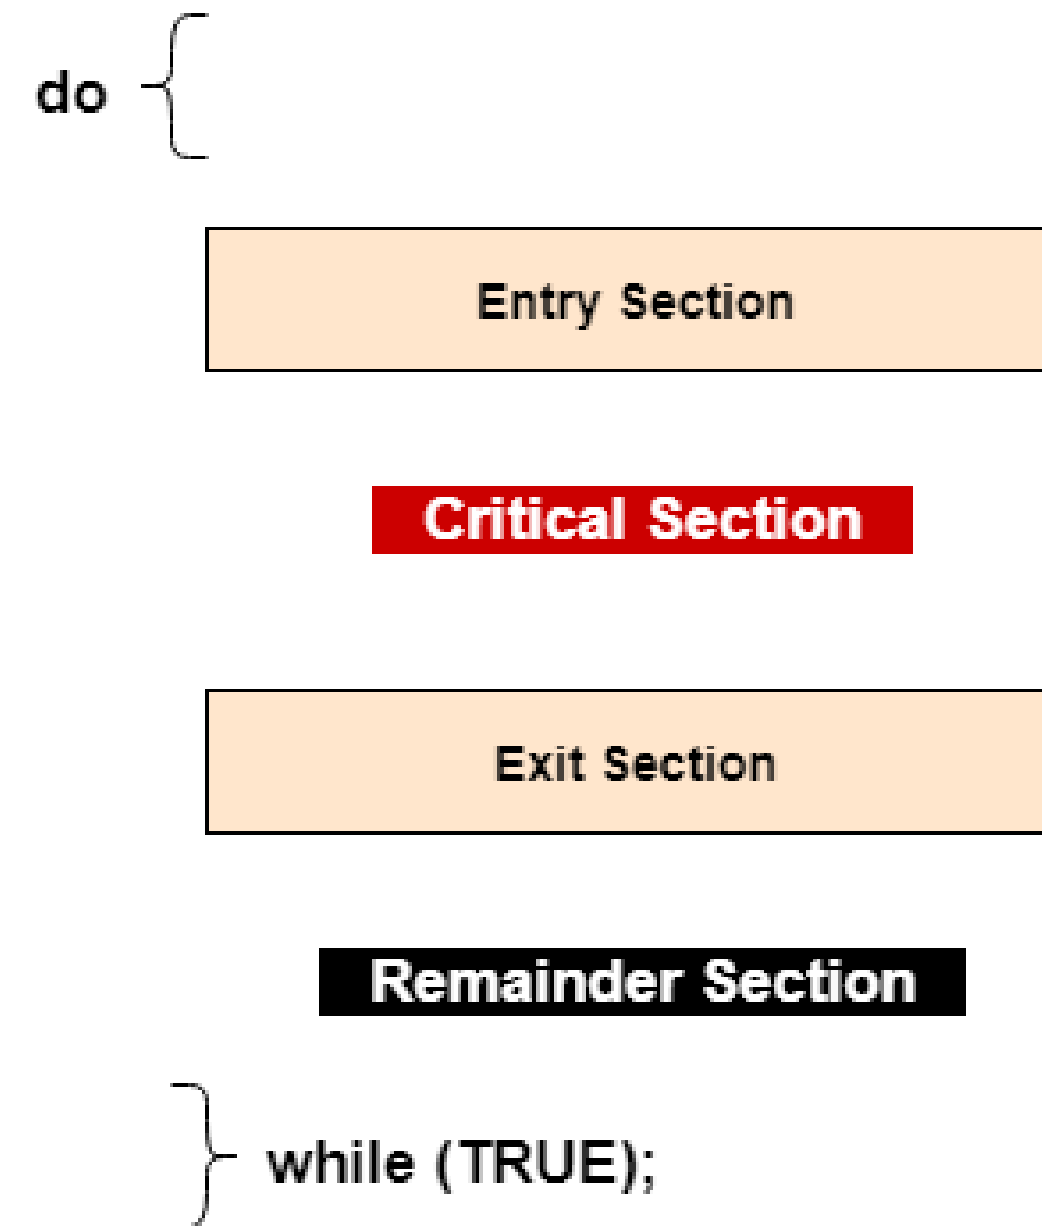 do {
Entry Section
Critical Section
Exit Section
Remainder Section
} while (TRUE);